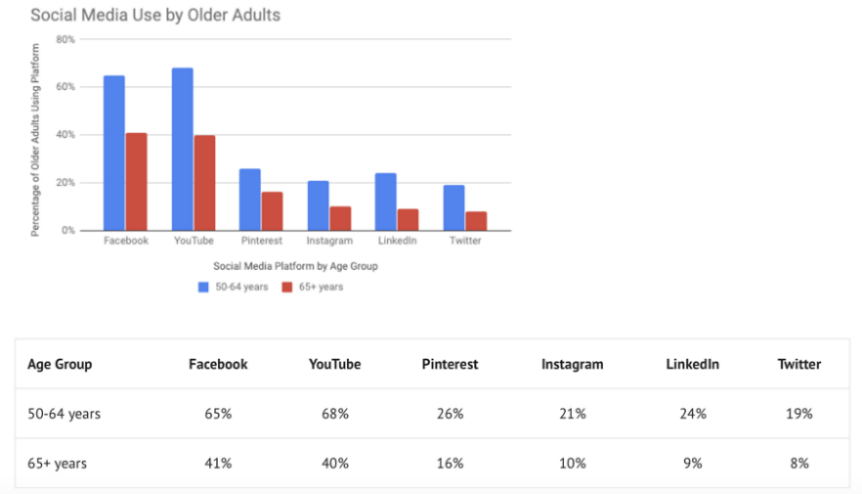 Social Media Use by Older Adults
Percentage of Older Adults Using Platform
80%
60%
40%
20%
0%
Facebook YouTube Pinterest Instagram LinkedIn Twitter
Social Media Platform by Age Group
50-64 years 65+ years
Age Group Facebook YouTube Pinterest Instagram LinkedIn Twitter
50-64 years 65% 68% 26% 21% 24% 19%
65+ years 41% 40% 16% 10% 9% 8%